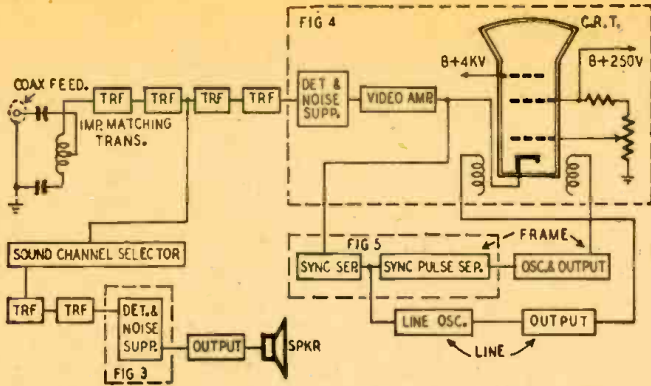 FIG 4
C.R.T.
B+4KV
B+250V
COAX FEED.
TRF
TRF
TRF
TRF
DET. &
NOISE
SUPP.
VIDEO AMP.
IMP. MATCHING
TRANS.
SOUND CHANNEL SELECTOR
FIG 5
FRAME
SYNC SEP.
SYNC PULSE SEP.
OSC. & OUTPUT
TRF
TRF
DET. &
NOISE
SUPP.
OUTPUT
SPKR
LINE OSC.
OUTPUT
FIG 3
LINE